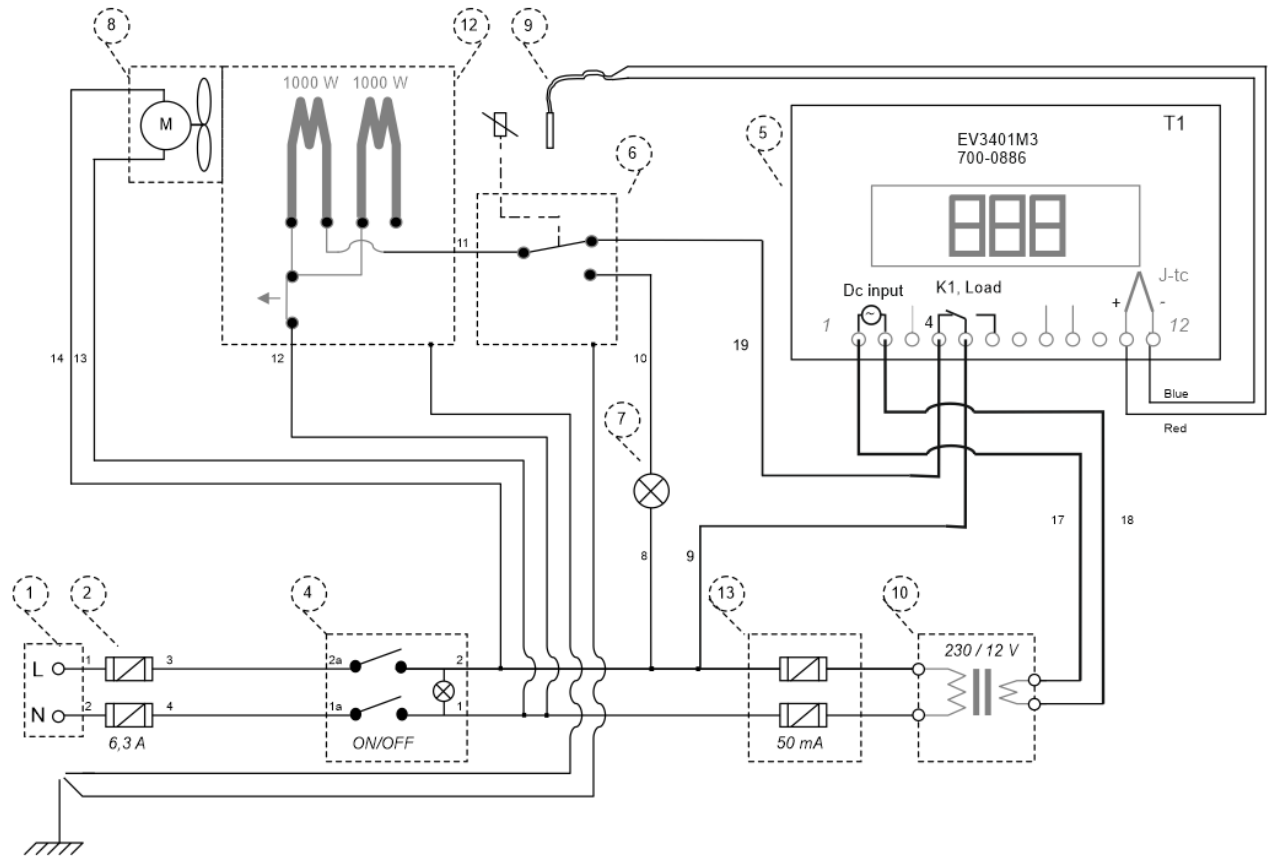 8
12
9
1000 W 1000 W
M
6
5
T1
EV3401M3
700-0886
888
J-tc
Dc input
K1, Load
+ -
1
4
12
~
11
14
13
12
10
19
Blue
Red
7
17
18
8
9
1
2
4
13
10
L
1
3
2a
2
230 / 12 V
N
2
4
1a
1
6,3 A
ON/OFF
50 mA